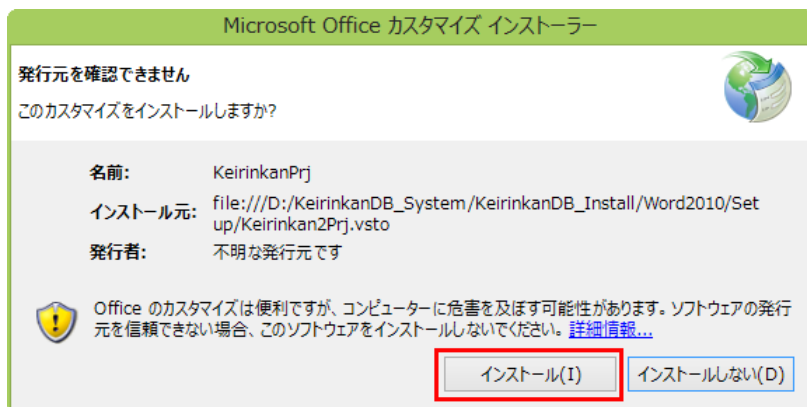 Microsoft Office カスタマイズ インストーラー
発行元を確認できません
このカスタマイズをインストールしますか?
名前: KeirinkanPrj
インストール元: file:///D:/KeirinkanDB_System/KeirinkanDB_Install/Word2010/Set
up/Keirinkan2Prj.vsto
発行者: 不明な発行元です
Office のカスタマイズは便利ですが、コンピューターに危害を及ぼす可能性があります。ソフトウェアの発行
元を信頼できない場合、このソフトウェアをインストールしないでください。 詳細情報...
インストール(I) インストールしない(D)